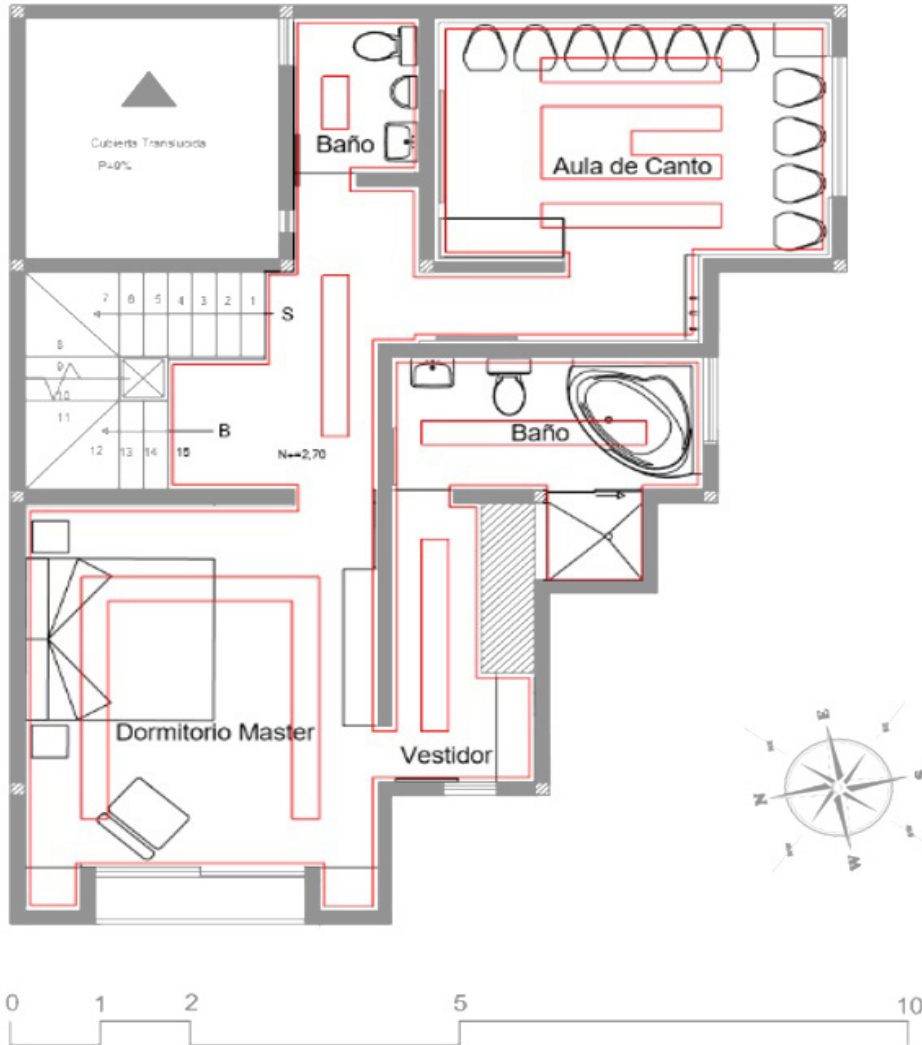 Cubierta Translucida
P=40%
Baño
Aula de Canto
7 6 5 4 3 2 1
S
8
9
10
11
B
12 13 14 15
N+=2,70
Baño
Dormitorio Master
Vestidor
E
S
N
W
0 1 2 5 10